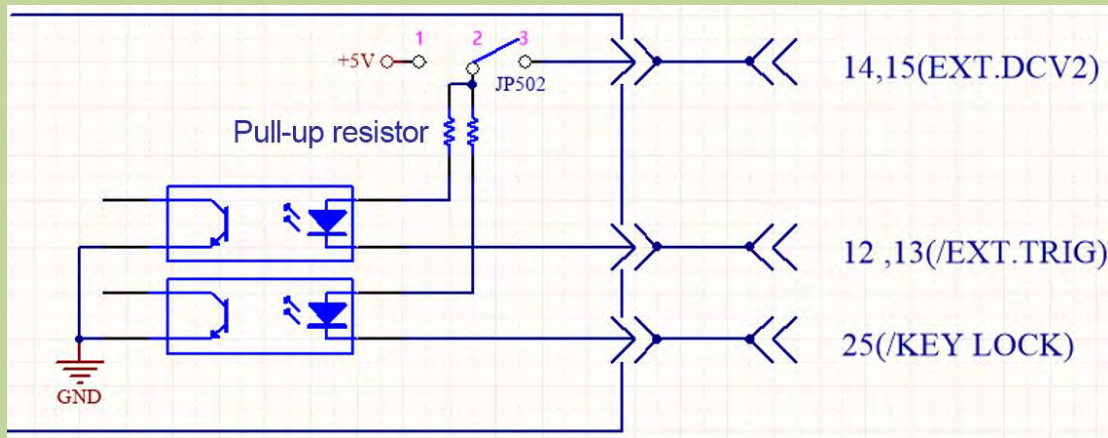 1 2 3
+5V
JP502
14,15(EXT.DCV2)
Pull-up resistor
12 ,13(/EXT.TRIG)
25(/KEY LOCK)
GND